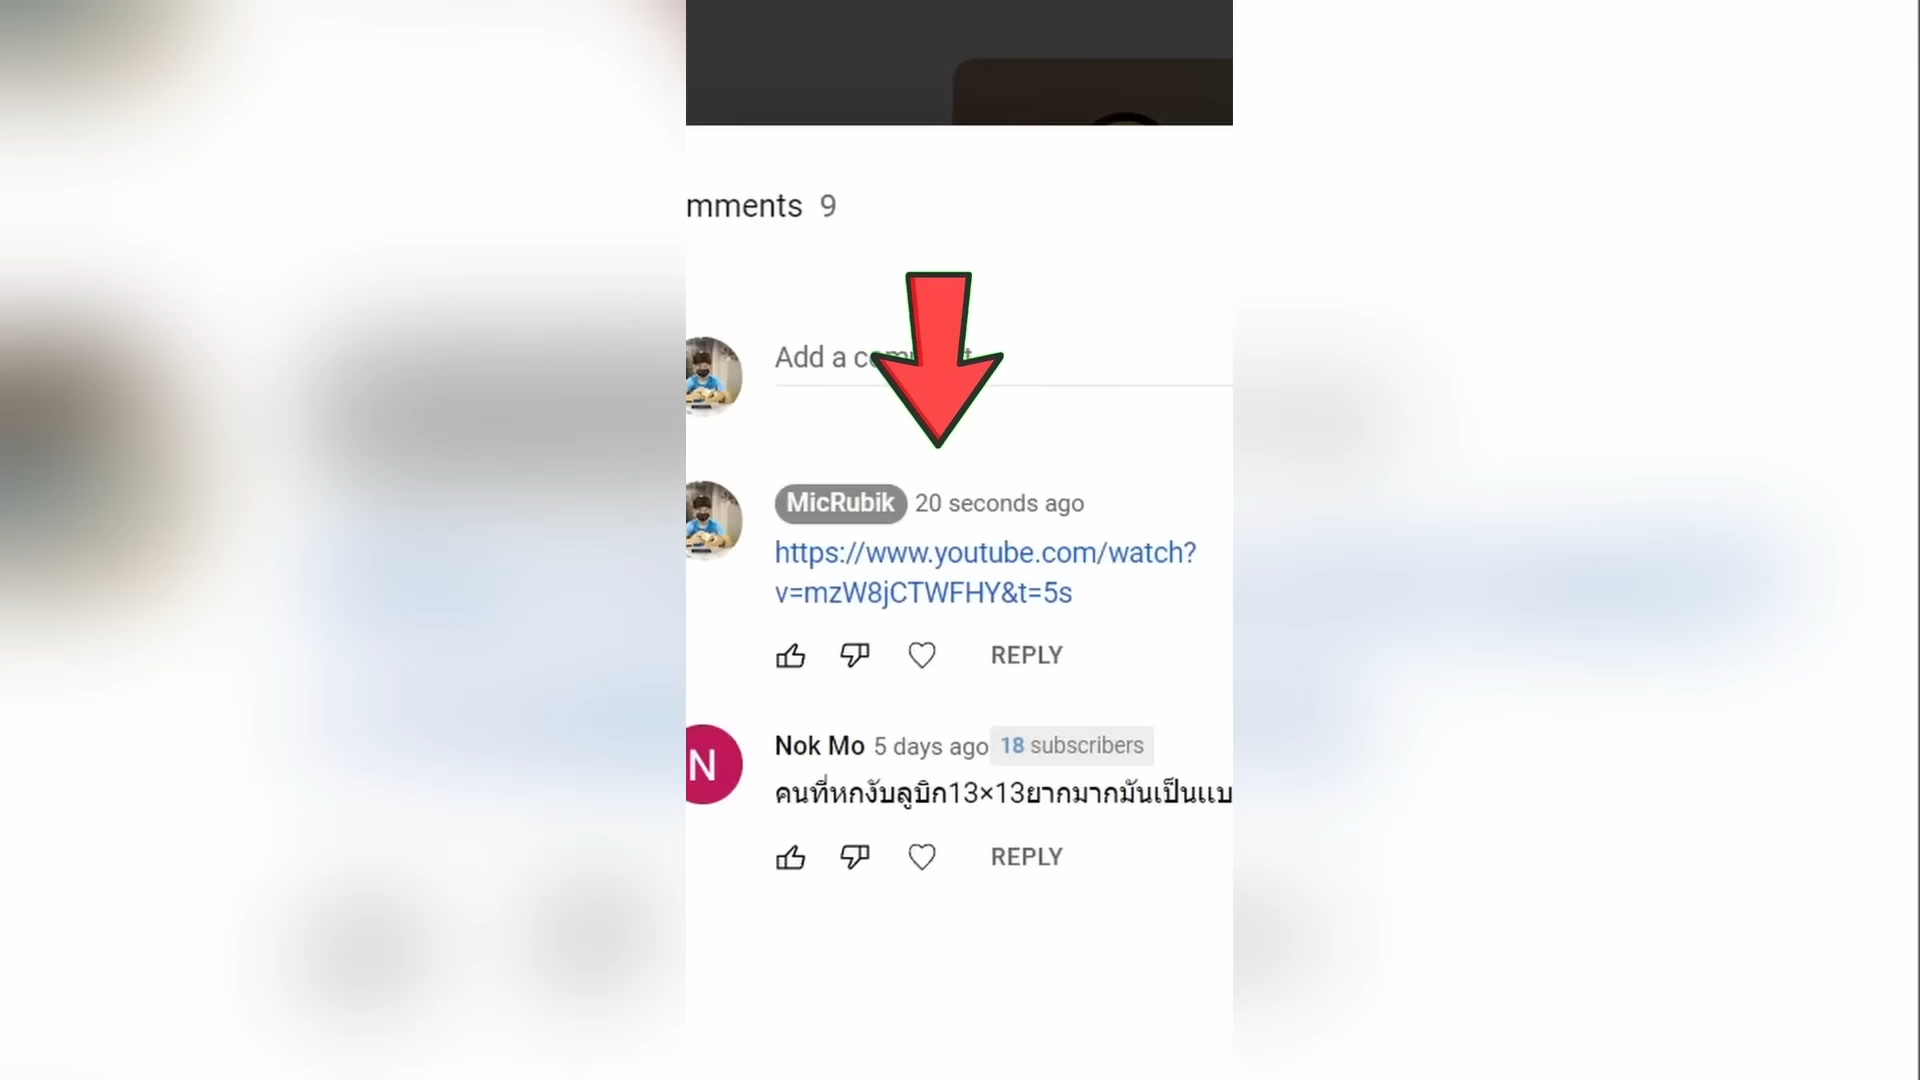 mments 9
Add a
MicRubik 20 seconds ago
https://www.youtube.com/watch?
v=mzW8jCTWFHY&t=5s
REPLY
N
Nok Mo 5 days ago 18 subscribers
คนที่หกงับลูบิก13×13ยากมากมันเป็นแบ
REPLY